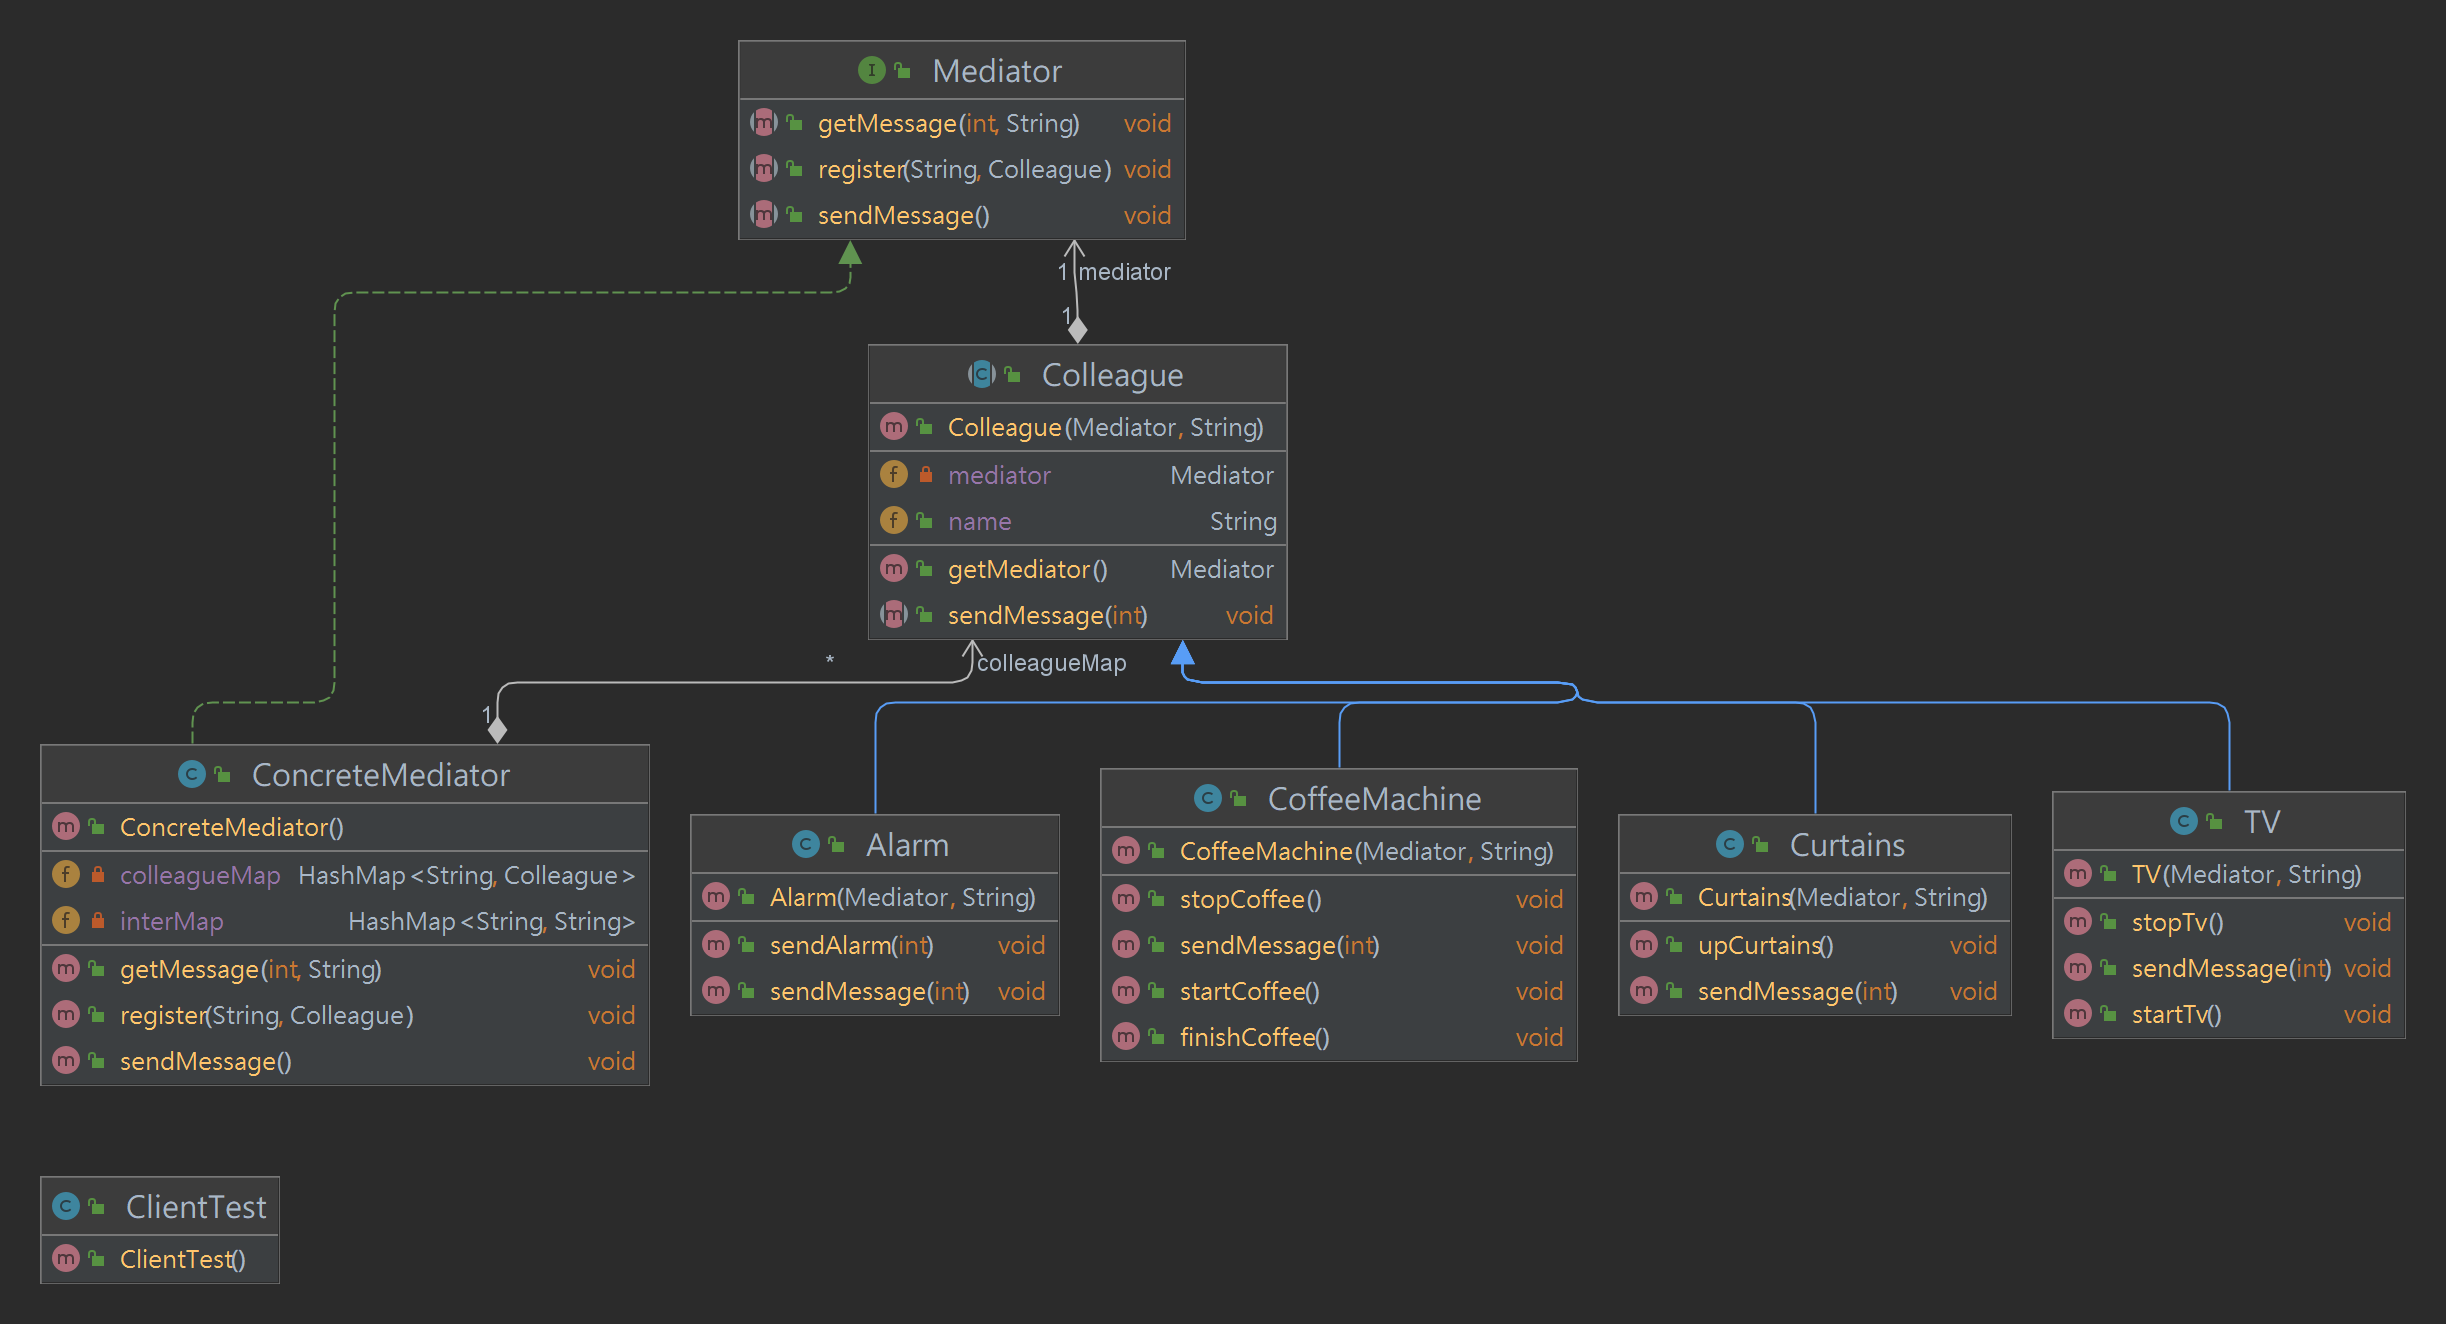 Mediator
getMessage(int, String) void
register(String, Colleague) void
sendMessage() void
1 mediator
1
Colleague
Colleague(Mediator, String)
mediator Mediator
name String
getMediator() Mediator
sendMessage(int) void
* colleagueMap
1
ConcreteMediator
ConcreteMediator()
colleagueMap HashMap<String, Colleague>
interMap HashMap<String, String>
getMessage(int, String) void
register(String, Colleague) void
sendMessage() void
Alarm
Alarm(Mediator, String)
sendAlarm(int) void
sendMessage(int) void
CoffeeMachine
CoffeeMachine(Mediator, String)
stopCoffee() void
sendMessage(int) void
startCoffee() void
finishCoffee() void
Curtains
Curtains(Mediator, String)
upCurtains() void
sendMessage(int) void
TV
TV(Mediator, String)
stopTv() void
sendMessage(int) void
startTv() void
ClientTest
ClientTest()